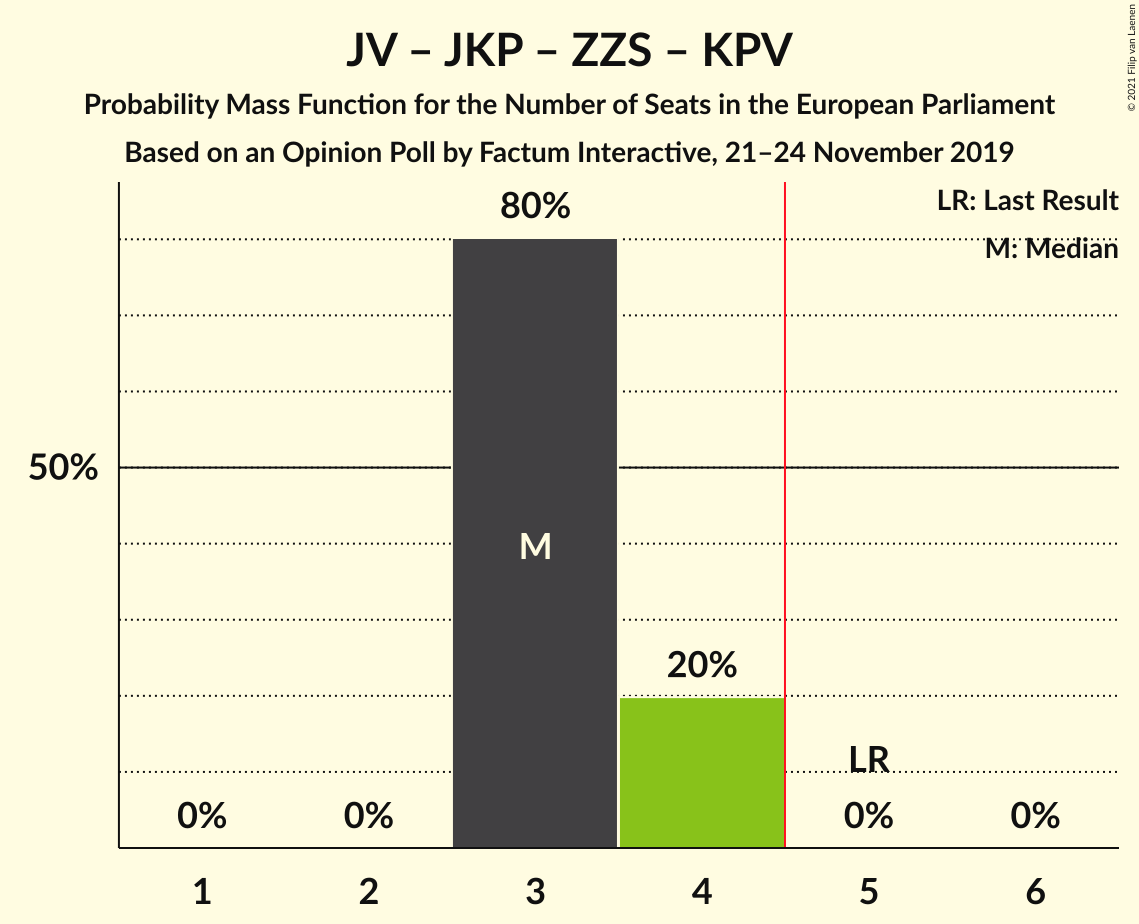 JV – JKP – ZZS – KPV
Probability Mass Function for the Number of Seats in the European Parliament
Based on an Opinion Poll by Factum Interactive, 21–24 November 2019
© 2021 Filip van Laenen
LR: Last Result
M: Median
80%
50%
M
20%
LR
0% 0% 0% 0%
1 2 3 4 5 6